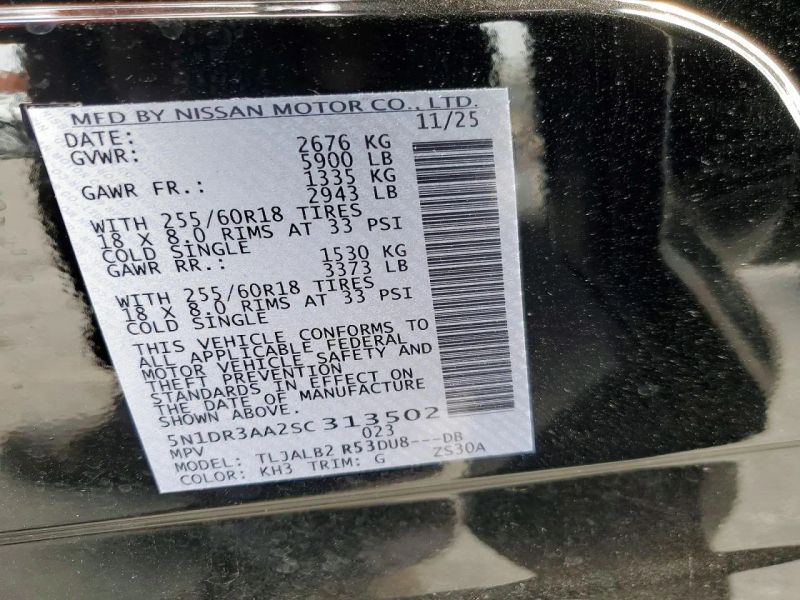 MFD BY NISSAN MOTOR CO., LTD.
DATE: 11/25
GVWR: 2676 KG
5900 LB
GAWR FR.: 1335 KG
2943 LB
WITH 255/60R18 TIRES
18 X 8.0 RIMS AT 33 PSI
COLD SINGLE
GAWR RR.: 1530 KG
3373 LB
WITH 255/60R18 TIRES
18 X 8.0 RIMS AT 33 PSI
COLD SINGLE
THIS VEHICLE CONFORMS TO
ALL APPLICABLE FEDERAL
MOTOR VEHICLE SAFETY AND
THEFT PREVENTION
STANDARDS IN EFFECT ON
THE DATE OF MANUFACTURE
SHOWN ABOVE.
5N1DR3AA2SC313502
MPV 023
MODEL: TLJALB2 R53DU8---DB
COLOR: KH3 TRIM: G ZS30A